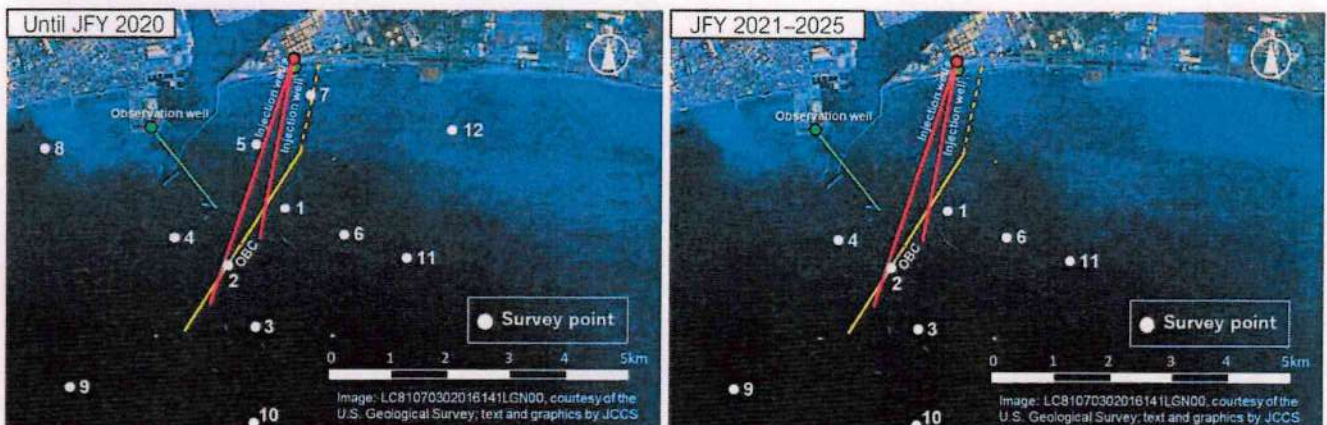 Until JFY 2020
Observation well
Injection well
Injection well
7
5
12
8
1
4
6
11
OBC
2
3
Survey point
0 1 2 3 4 5km
9
10
Image: LC81070302016141LGN00, courtesy of the
U.S. Geological Survey; text and graphics by JCCS
JFY 2021–2025
Observation well
Injection well
Injection well
1
4
6
11
OBC
2
3
Survey point
0 1 2 3 4 5km
9
10
Image: LC81070302016141LGN00, courtesy of the
U.S. Geological Survey; text and graphics by JCCS